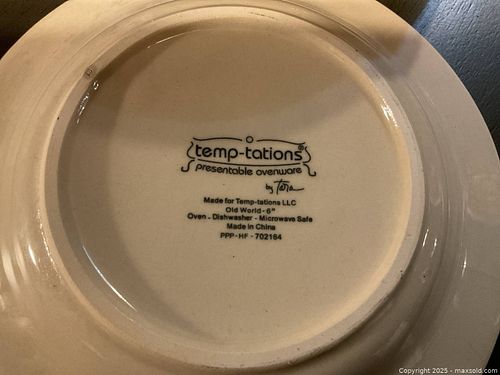 temp-tations®
presentable ovenware
by Tara
Made for Temp-tations LLC
Old World - 6"
Oven . Dishwasher - Microwave Safe
Made in China
PPP-HF - 702164
Copyright 2025 - maxsold.com